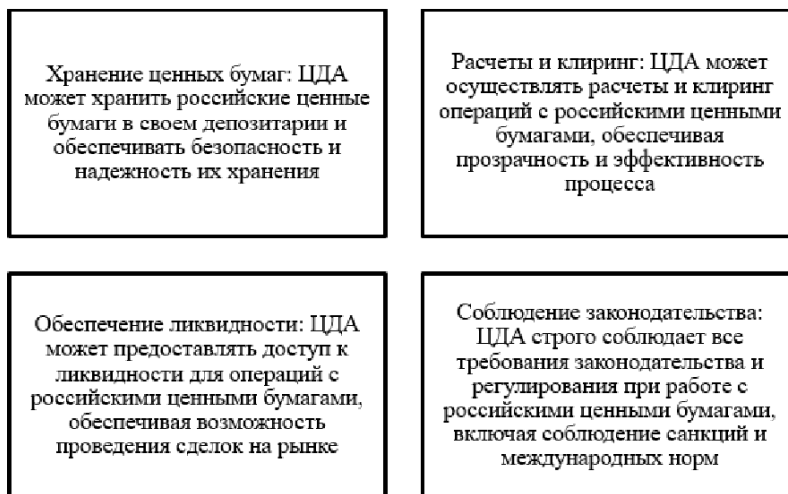 Хранение ценных бумаг: ЦДА
может хранить российские ценные
бумаги в своем депозитарии и
обеспечивать безопасность и
надежность их хранения
Расчеты и клиринг: ЦДА может
осуществлять расчеты и клиринг
операций с российскими ценными
бумагами, обеспечивая
прозрачность и эффективность
процесса
Обеспечение ликвидности: ЦДА
может предоставлять доступ к
ликвидности для операций с
российскими ценными бумагами,
обеспечивая возможность
проведения сделок на рынке
Соблюдение законодательства:
ЦДА строго соблюдает все
требования законодательства и
регулирования при работе с
российскими ценными бумагами,
включая соблюдение санкций и
международных норм